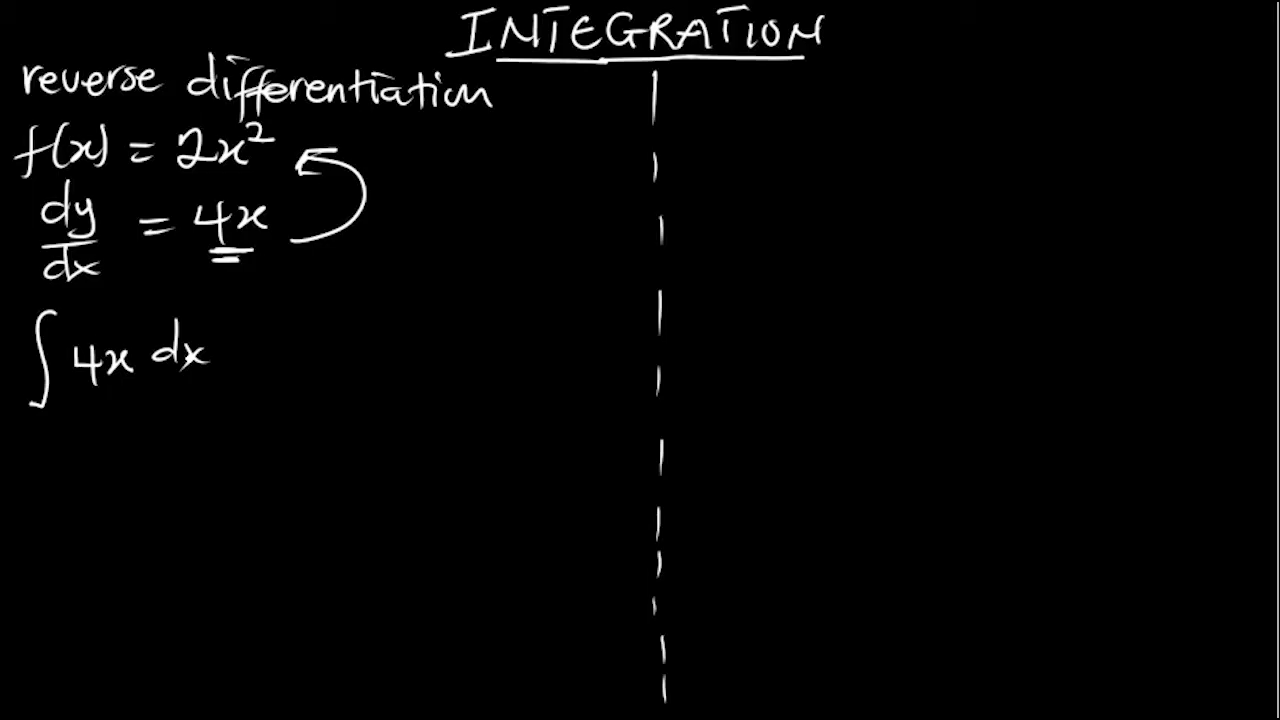 INTEGRATION
reverse differentiation
f(x) = 2x²
dy/dx = 4x
∫ 4x dx